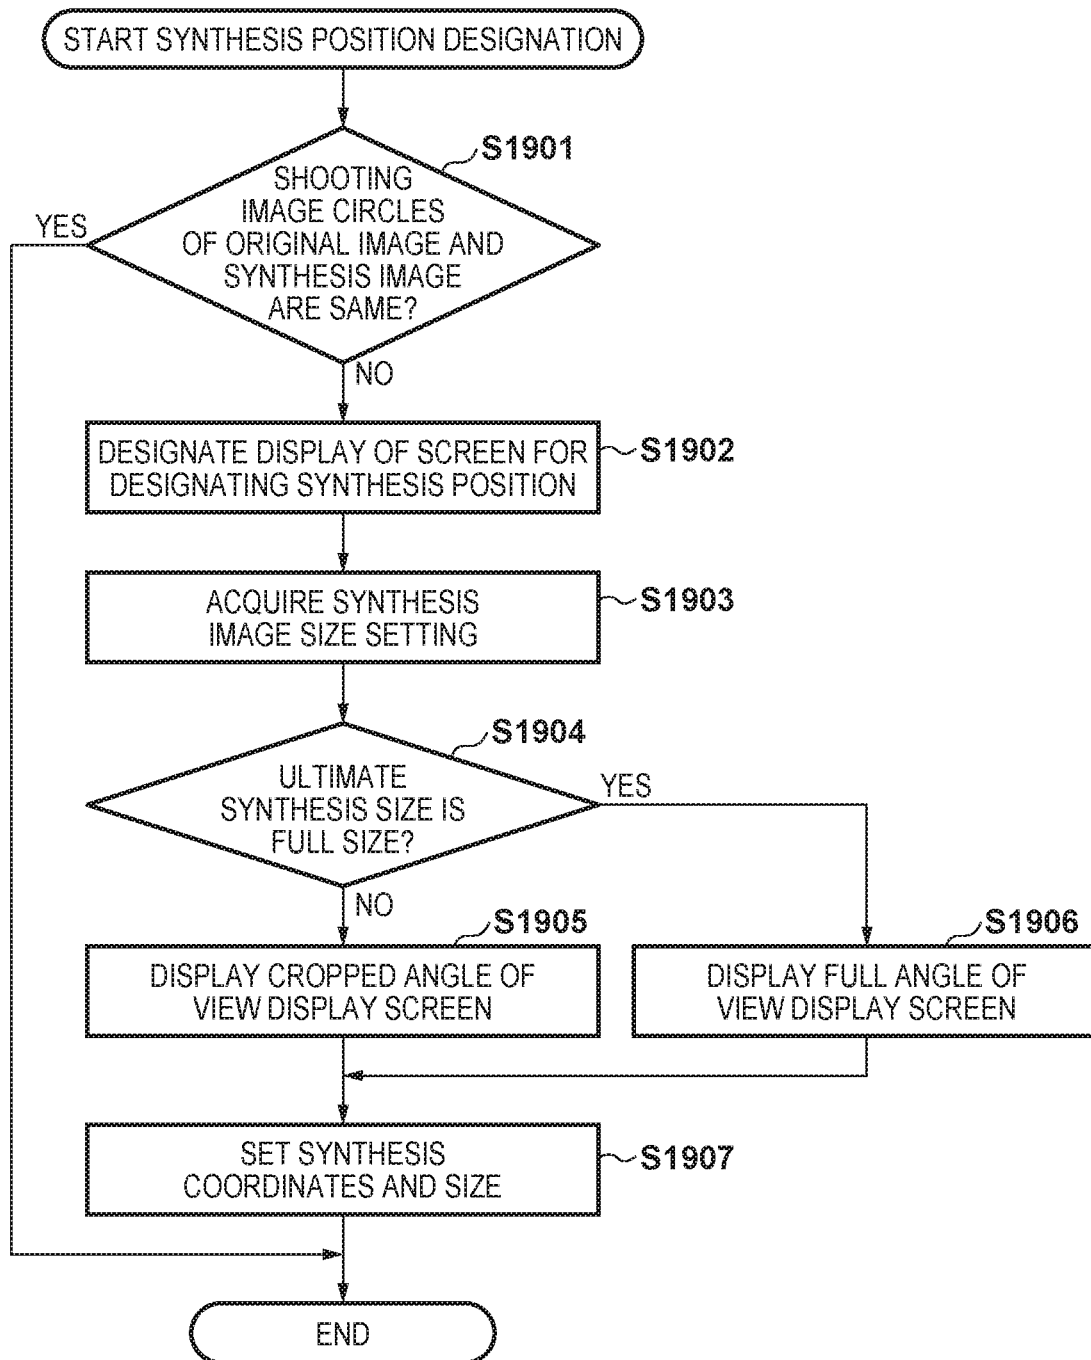 START SYNTHESIS POSITION DESIGNATION
S1901
SHOOTING
IMAGE CIRCLES
OF ORIGINAL IMAGE AND
SYNTHESIS IMAGE
ARE SAME?
YES
NO
DESIGNATE DISPLAY OF SCREEN FOR
DESIGNATING SYNTHESIS POSITION
S1902
ACQUIRE SYNTHESIS
IMAGE SIZE SETTING
S1903
S1904
ULTIMATE
SYNTHESIS SIZE IS
FULL SIZE?
YES
NO
S1905
DISPLAY CROPPED ANGLE OF
VIEW DISPLAY SCREEN
S1906
DISPLAY FULL ANGLE OF
VIEW DISPLAY SCREEN
SET SYNTHESIS
COORDINATES AND SIZE
S1907
END